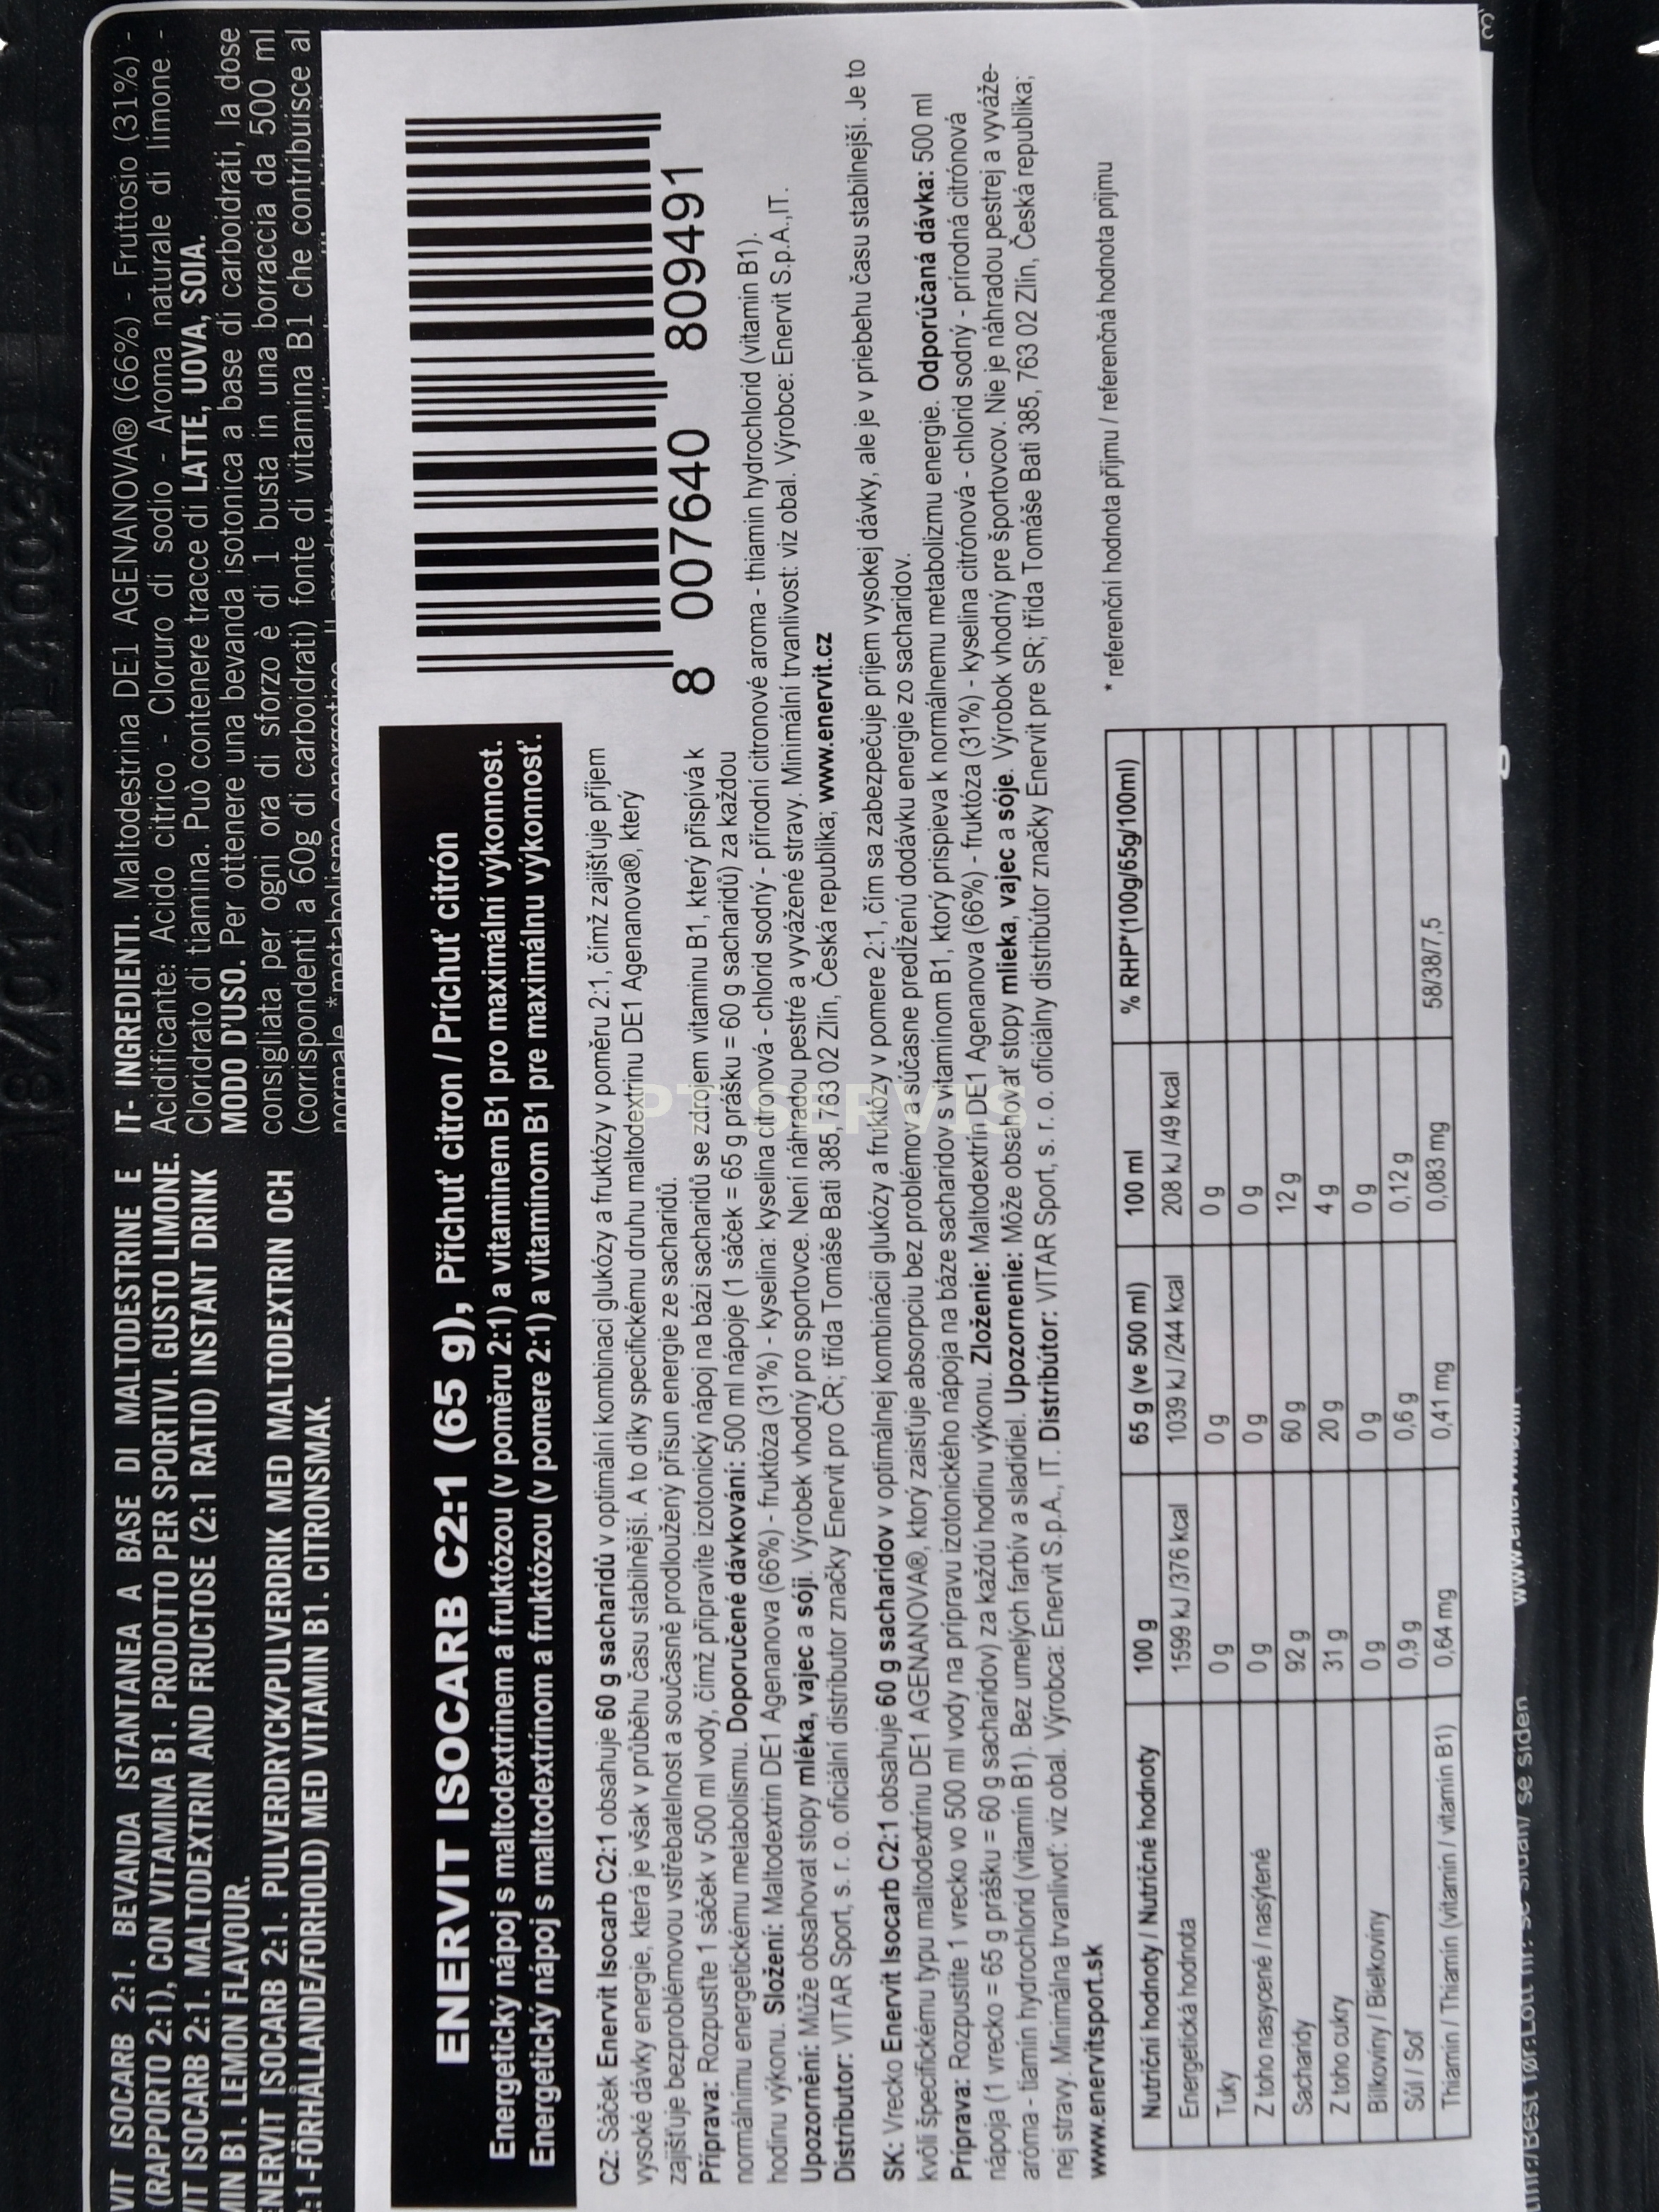 18/01/26 L40034
VIT ISOCARB 2:1. BEVANDA ISTANTANEA A BASE DI MALTODESTRINE E
(RAPPORTO 2:1), CON VITAMINA B1. PRODOTTO PER SPORTIVI. GUSTO LIMONE.
VIT ISOCARB 2:1. MALTODEXTRIN AND FRUCTOSE (2:1 RATIO) INSTANT DRINK
MIN B1. LEMON FLAVOUR.
ENERVIT ISOCARB 2:1. PULVERDRYCK/PULVERDRIK MED MALTODEXTRIN OCH
2:1-FÖRHÅLLANDE/FORHOLD) MED VITAMIN B1. CITRONSMAK.
IT- INGREDIENTI. Maltodestrina DE1 AGENANOVA® (66%) - Fruttosio (31%) -
Acidificante: Acido citrico - Cloruro di sodio - Aroma naturale di limone -
Cloridrato di tiamina. Può contenere tracce di LATTE, UOVA, SOIA.
MODO D'USO. Per ottenere una bevanda isotonica a base di carboidrati, la dose
consigliata per ogni ora di sforzo è di 1 busta in una borraccia da 500 ml
(corrispondenti a 60g di carboidrati) fonte di vitamina B1 che contribuisce al
normale *metabolismo energetico. Il prodotto
ENERVIT ISOCARB C2:1 (65 g), Příchuť citron / Príchuť citrón
Energetický nápoj s maltodextrinem a fruktózou (v poměru 2:1) a vitaminem B1 pro maximální výkonnost.
Energetický nápoj s maltodextrínom a fruktózou (v pomere 2:1) a vitamínom B1 pre maximálnu výkonnosť.
8 007640 809491
CZ: Sáček Enervit Isocarb C2:1 obsahuje 60 g sacharidů v optimální kombinaci glukózy a fruktózy v poměru 2:1, čímž zajišťuje příjem
vysoké dávky energie, která je však v průběhu času stabilnější. A to díky specifickému druhu maltodextrinu DE1 Agenanova®, který
zajišťuje bezproblémovou vstřebatelnost a současně prodloužený přísun energie ze sacharidů.
Příprava: Rozpusťte 1 sáček v 500 ml vody, čímž připravíte izotonický nápoj na bázi sacharidů se zdrojem vitaminu B1, který přispívá k
normálnímu energetickému metabolismu. Doporučené dávkování: 500 ml nápoje (1 sáček = 65 g prášku = 60 g sacharidů) za každou
hodinu výkonu. Složení: Maltodextrin DE1 Agenanova (66%) - fruktóza (31%) - kyselina: kyselina citronová - chlorid sodný - přírodní citronové aroma - thiamin hydrochlorid (vitamin B1).
Upozornění: Může obsahovat stopy mléka, vajec a sóji. Výrobek vhodný pro sportovce. Není náhradou pestré a vyvážené stravy. Minimální trvanlivost: viz obal. Výrobce: Enervit S.p.A.,IT.
Distributor: VITAR Sport, s. r. o. oficiální distributor značky Enervit pro ČR; třída Tomáše Bati 385, 763 02 Zlín, Česká republika; www.enervit.cz
SK: Vrecko Enervit Isocarb C2:1 obsahuje 60 g sacharidov v optimálnej kombinácii glukózy a fruktózy v pomere 2:1, čím sa zabezpečuje príjem vysokej dávky, ale je v priebehu času stabilnejší. Je to
kvôli špecifickému typu maltodextrínu DE1 AGENANOVA®, ktorý zaisťuje absorpciu bez problémov a súčasne predĺženú dodávku energie zo sacharidov.
Príprava: Rozpustite 1 vrecko vo 500 ml vody na prípravu izotonického nápoja na báze sacharidov s vitamínom B1, ktorý prispieva k normálnemu metabolizmu energie. Odporúčaná dávka: 500 ml
nápoja (1 vrecko = 65 g prášku = 60 g sacharidov) za každú hodinu výkonu. Zloženie: Maltodextrín DE1 Agenanova (66%) - fruktóza (31%) - kyselina citrónová - chlorid sodný - prírodná citrónová
aróma - tiamín hydrochlorid (vitamín B1). Bez umelých farbív a sladidiel. Upozornenie: Môže obsahovať stopy mlieka, vajec a sóje. Výrobok vhodný pre športovcov. Nie je náhradou pestrej a vyváže-
nej stravy. Minimálna trvanlivoť: viz obal. Výrobca: Enervit S.p.A., IT. Distribútor: VITAR Sport, s. r. o. oficiálny distribútor značky Enervit pre SR; třída Tomáše Bati 385, 763 02 Zlín, Česká republika;
www.enervitsport.sk
PT SERVIS
Nutriční hodnoty / Nutričné hodnoty 100 g 65 g (ve 500 ml) 100 ml % RHP*(100g/65g/100ml)
Energetická hodnota 1599 kJ /376 kcal 1039 kJ /244 kcal 208 kJ /49 kcal
Tuky 0 g 0 g 0 g
Z toho nasycené / nasýtené 0 g 0 g 0 g
Sacharidy 92 g 60 g 12 g
Z toho cukry 31 g 20 g 4 g
Bílkoviny / Bielkovíny 0 g 0 g 0 g
Sůl / Soľ 0,9 g 0,6 g 0,12 g
Thiamin / Thiamín (vitamin / vitamín B1) 0,64 mg 0,41 mg 0,083 mg 58/38/7,5
* referenční hodnota příjmu / referenčná hodnota príjmu